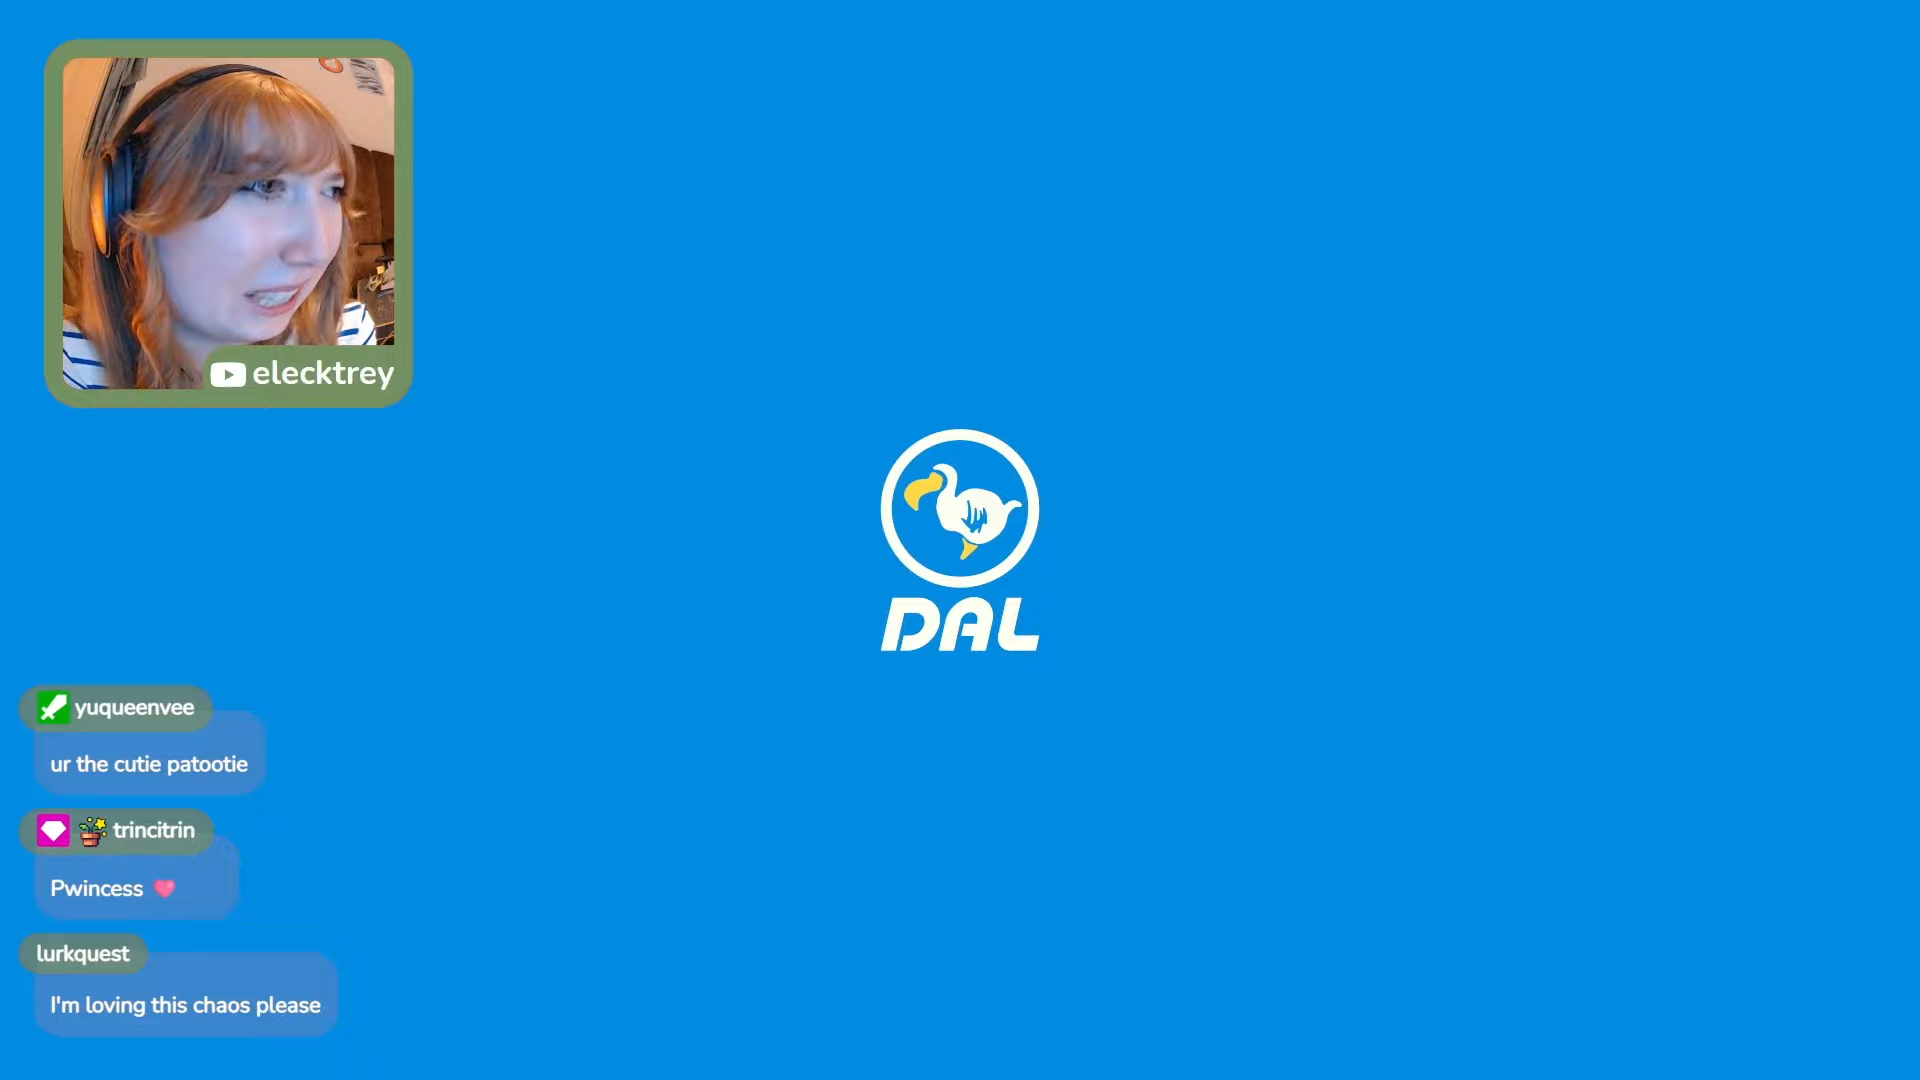 elecktrey
DAL
yuqueenvee
ur the cutie patootie
trincitrin
Pwincess
lurkquest
I'm loving this chaos please